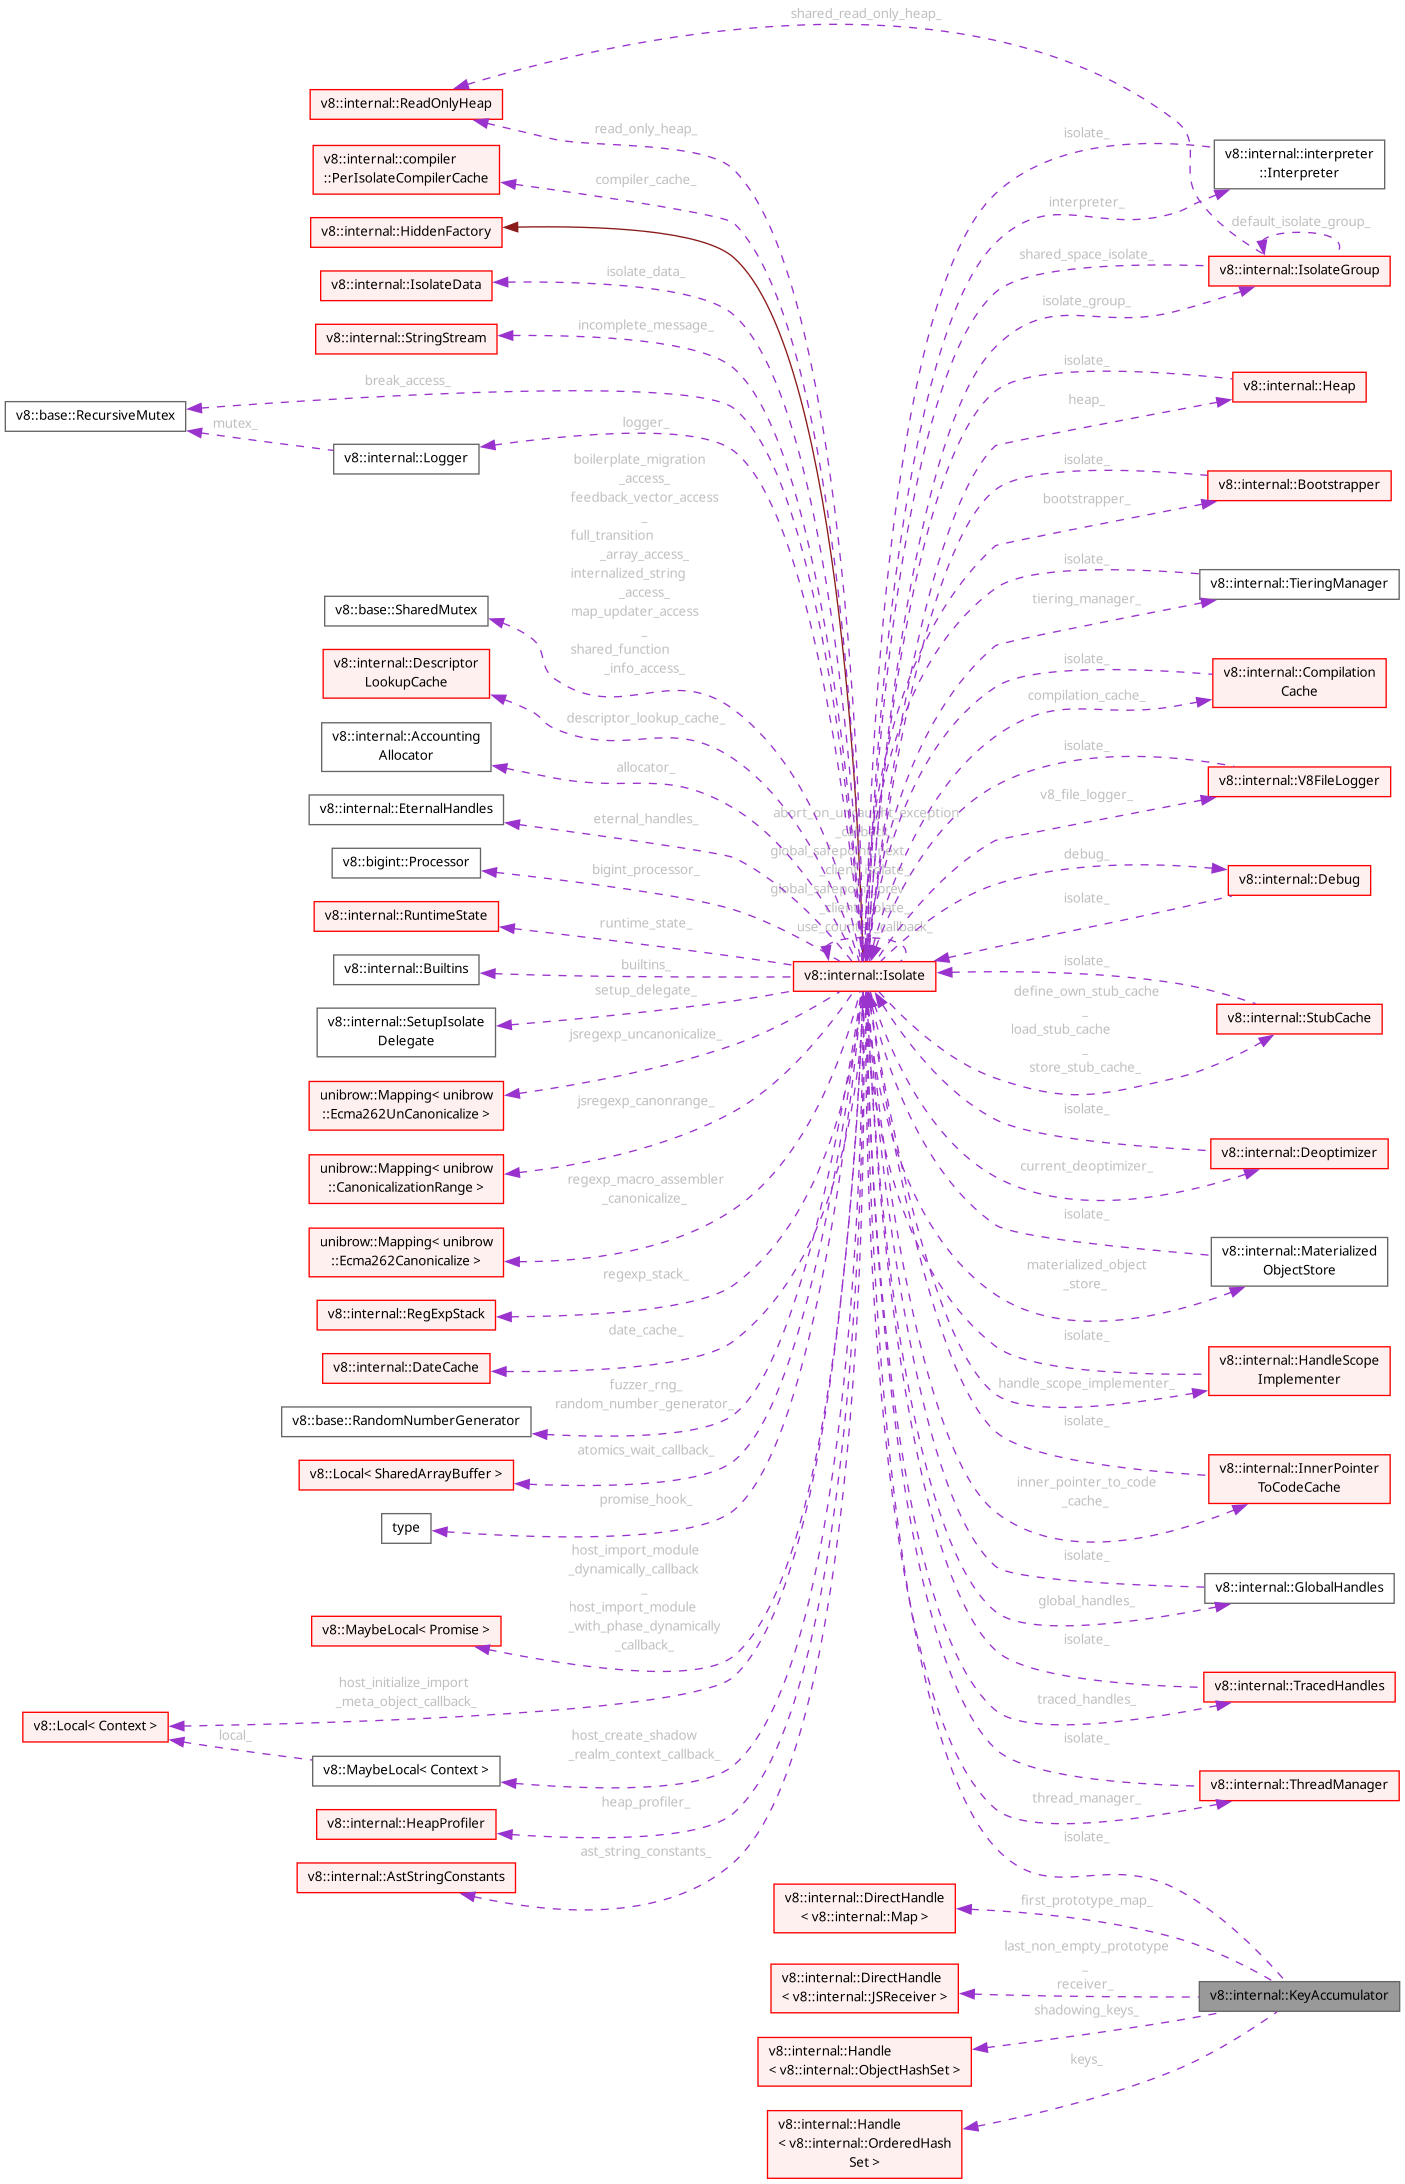 shared_read_only_heap_
v8::internal::ReadOnlyHeap
read_only_heap_
isolate_
v8::internal::interpreter
::Interpreter
v8::internal::compiler
::PerIsolateCompilerCache
compiler_cache_
interpreter_
default_isolate_group_
v8::internal::HiddenFactory
shared_space_isolate_
v8::internal::IsolateGroup
v8::internal::IsolateData
isolate_data_
isolate_group_
v8::internal::StringStream
incomplete_message_
isolate_
v8::internal::Heap
break_access_
heap_
v8::base::RecursiveMutex
mutex_
v8::internal::Logger
logger_
isolate_
v8::internal::Bootstrapper
bootstrapper_
boilerplate_migration
_access_
feedback_vector_access
_
full_transition
_array_access_
internalized_string
_access_
map_updater_access
_
shared_function
_info_access_
isolate_
v8::internal::TieringManager
tiering_manager_
v8::base::SharedMutex
v8::internal::Descriptor
LookupCache
descriptor_lookup_cache_
isolate_
v8::internal::Compilation
Cache
compilation_cache_
v8::internal::Accounting
Allocator
allocator_
isolate_
v8::internal::V8FileLogger
v8_file_logger_
v8::internal::EternalHandles
eternal_handles_
abort_on_uncaught_exception
_callback_
global_safepoint_next
_client_isolate_
global_safepoint_prev
_client_isolate_
use_counter_callback_
v8::bigint::Processor
bigint_processor_
debug_
v8::internal::Debug
isolate_
v8::internal::RuntimeState
runtime_state_
v8::internal::Builtins
builtins_
v8::internal::Isolate
isolate_
v8::internal::SetupIsolate
Delegate
setup_delegate_
define_own_stub_cache
_
load_stub_cache
_
store_stub_cache_
v8::internal::StubCache
jsregexp_uncanonicalize_
unibrow::Mapping< unibrow
::Ecma262UnCanonicalize >
jsregexp_canonrange_
isolate_
v8::internal::Deoptimizer
current_deoptimizer_
unibrow::Mapping< unibrow
::CanonicalizationRange >
regexp_macro_assembler
_canonicalize_
isolate_
unibrow::Mapping< unibrow
::Ecma262Canonicalize >
v8::internal::Materialized
ObjectStore
materialized_object
_store_
regexp_stack_
v8::internal::RegExpStack
date_cache_
isolate_
v8::internal::DateCache
v8::internal::HandleScope
Implementer
handle_scope_implementer_
fuzzer_rng_
random_number_generator_
v8::base::RandomNumberGenerator
isolate_
atomics_wait_callback_
v8::Local< SharedArrayBuffer >
v8::internal::InnerPointer
ToCodeCache
inner_pointer_to_code
_cache_
promise_hook_
type
host_import_module
_dynamically_callback
_
host_import_module
_with_phase_dynamically
_callback_
isolate_
v8::internal::GlobalHandles
global_handles_
v8::MaybeLocal< Promise >
isolate_
host_initialize_import
_meta_object_callback_
v8::internal::TracedHandles
traced_handles_
v8::Local< Context >
local_
host_create_shadow
_realm_context_callback_
isolate_
v8::MaybeLocal< Context >
v8::internal::ThreadManager
thread_manager_
heap_profiler_
v8::internal::HeapProfiler
isolate_
ast_string_constants_
v8::internal::AstStringConstants
v8::internal::DirectHandle
< v8::internal::Map >
first_prototype_map_
last_non_empty_prototype
_
receiver_
v8::internal::DirectHandle
< v8::internal::JSReceiver >
v8::internal::KeyAccumulator
shadowing_keys_
v8::internal::Handle
< v8::internal::ObjectHashSet >
keys_
v8::internal::Handle
< v8::internal::OrderedHash
Set >